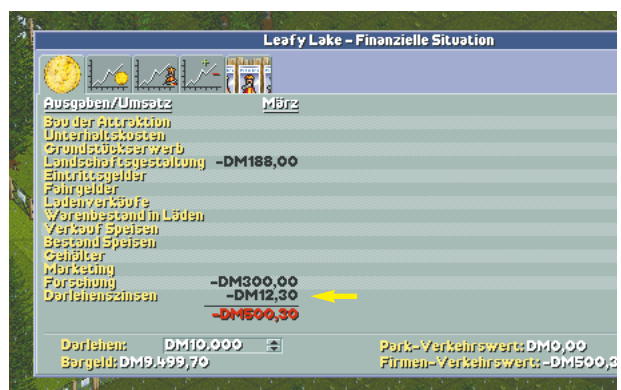 Leafy Lake – Finanzielle Situation
Ausgaben/Umsatz März
Bau der Attraktion
Unterhaltskosten
Grundstückserwerb
Landschaftsgestaltung -DM188,00
Eintrittsgelder
Fahrgelder
Ladenverkäufe
Warenbestand in Läden
Verkauf Speisen
Bestand Speisen
Gehälter
Marketing
Forschung -DM300,00
Darlehenszinsen -DM12,30
-DM500,30
Darlehen: DM10.000 Park-Verkehrswert: DM0,00
Bargeld: DM9.499,70 Firmen-Verkehrswert: -DM500,3